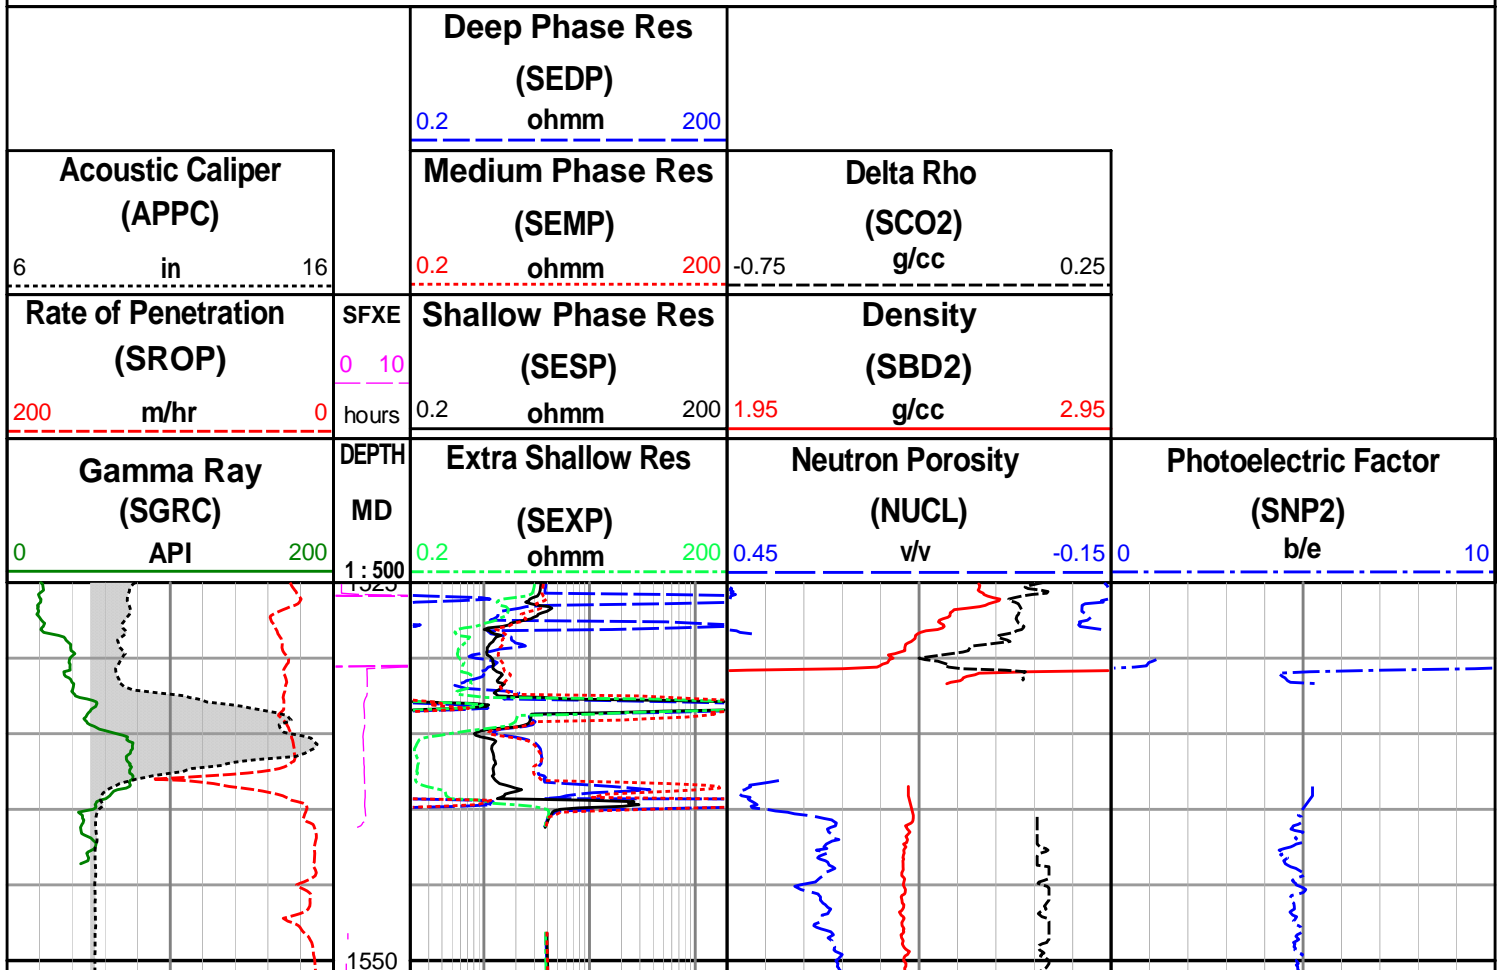 Deep Phase Res
(SEDP)
0.2 ohmm 200
Acoustic Caliper
(APPC)
6 in 16
Medium Phase Res
(SEMP)
0.2 ohmm 200
Delta Rho
(SCO2)
-0.75 g/cc 0.25
Rate of Penetration
(SROP)
200 m/hr 0
SFXE
0 10
hours
Shallow Phase Res
(SESP)
0.2 ohmm 200
Density
(SBD2)
1.95 g/cc 2.95
Gamma Ray
(SGRC)
0 API 200
DEPTH
MD
1 : 500
Extra Shallow Res
(SEXP)
0.2 ohmm 200
Neutron Porosity
(NUCL)
0.45 v/v -0.15
Photoelectric Factor
(SNP2)
0 b/e 10
1525
1550